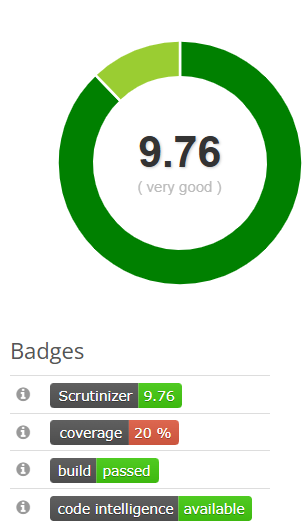 9.76
( very good )
Badges
Scrutinizer 9.76
coverage 20 %
build passed
code intelligence available